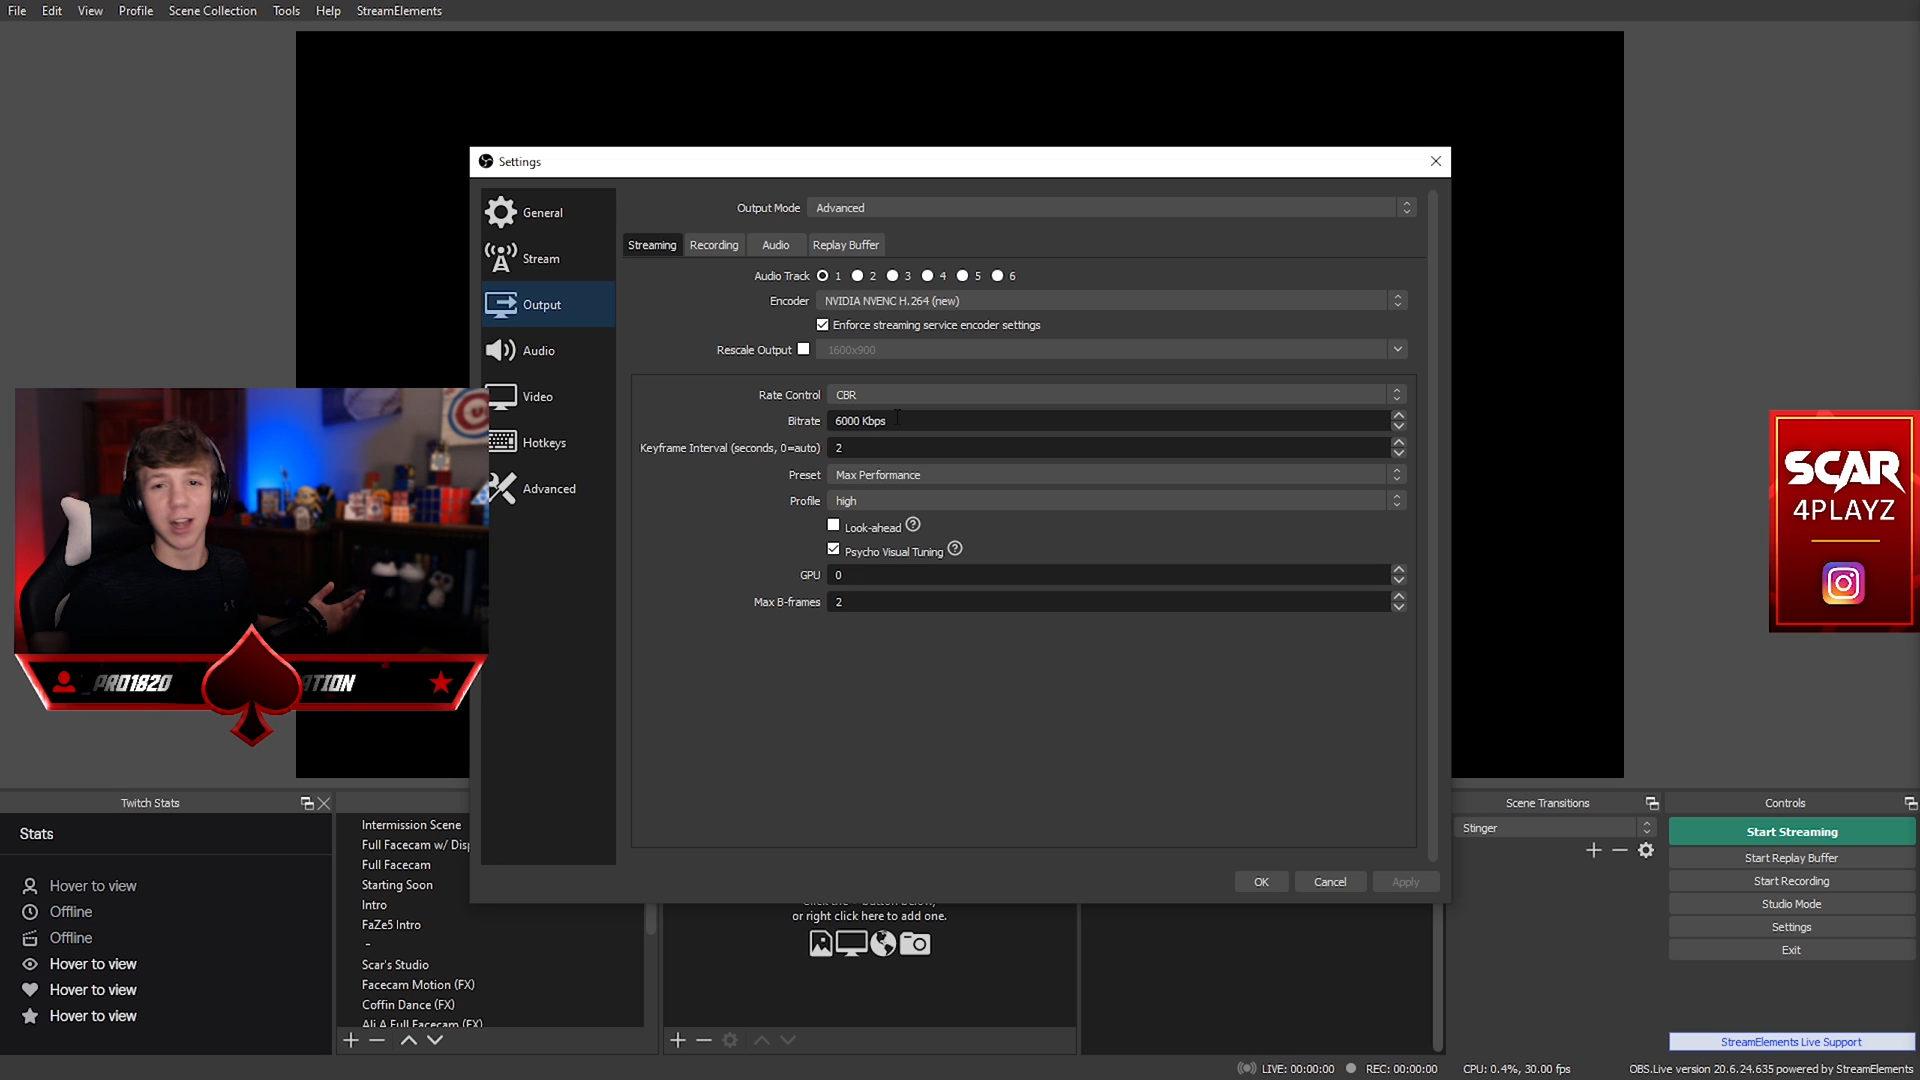 File Edit View Profile Scene Collection Tools Help StreamElements
Settings
General
Stream
Output
Audio
Video
Hotkeys
Advanced
Output Mode Advanced
Streaming Recording Audio Replay Buffer
Audio Track 1 2 3 4 5 6
Encoder NVIDIA NVENC H.264 (new)
Enforce streaming service encoder settings
Rescale Output 1600x900
Rate Control CBR
Bitrate 6000 Kbps
Keyframe Interval (seconds, 0=auto) 2
Preset Max Performance
Profile high
Look-ahead
Psycho Visual Tuning
GPU 0
Max B-frames 2
OK Cancel Apply
_PRO1820
SCAR
4PLAYZ
Twitch Stats
Stats
Hover to view
Offline
Offline
Hover to view
Hover to view
Hover to view
Intermission Scene
Full Facecam w/
Full Facecam
Starting Soon
Intro
FaZe5 Intro
-
Scar's Studio
Facecam Motion (FX)
Coffin Dance (FX)
Ali A Full Facecam (FX)
or right click here to add one.
Scene Transitions
Stinger
Controls
Start Streaming
Start Replay Buffer
Start Recording
Studio Mode
Settings
Exit
StreamElements Live Support
LIVE: 00:00:00 REC: 00:00:00 CPU: 0.4%, 30.00 fps OBS.Live version 20.6.24.635 powered by StreamElements